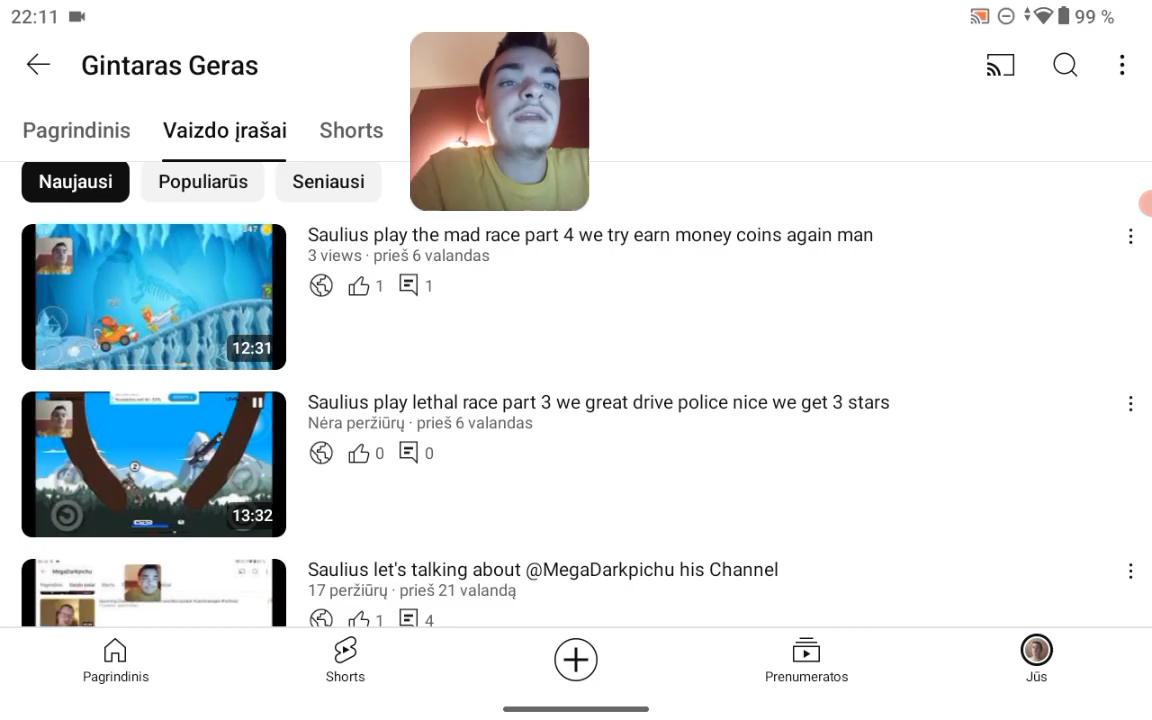 22:11
99 %
Gintaras Geras
Pagrindinis
Vaizdo įrašai
Shorts
Naujausi
Populiarūs
Seniausi
12:31
Saulius play the mad race part 4 we try earn money coins again man
3 views · prieš 6 valandas
1
1
13:32
Saulius play lethal race part 3 we great drive police nice we get 3 stars
Nėra peržiūrų · prieš 6 valandas
0
0
MegaDarkpichu
Saulius let's talking about @MegaDarkpichu his Channel
17 peržiūrų · prieš 21 valandą
1
4
Pagrindinis
Shorts
Prenumeratos
Jūs